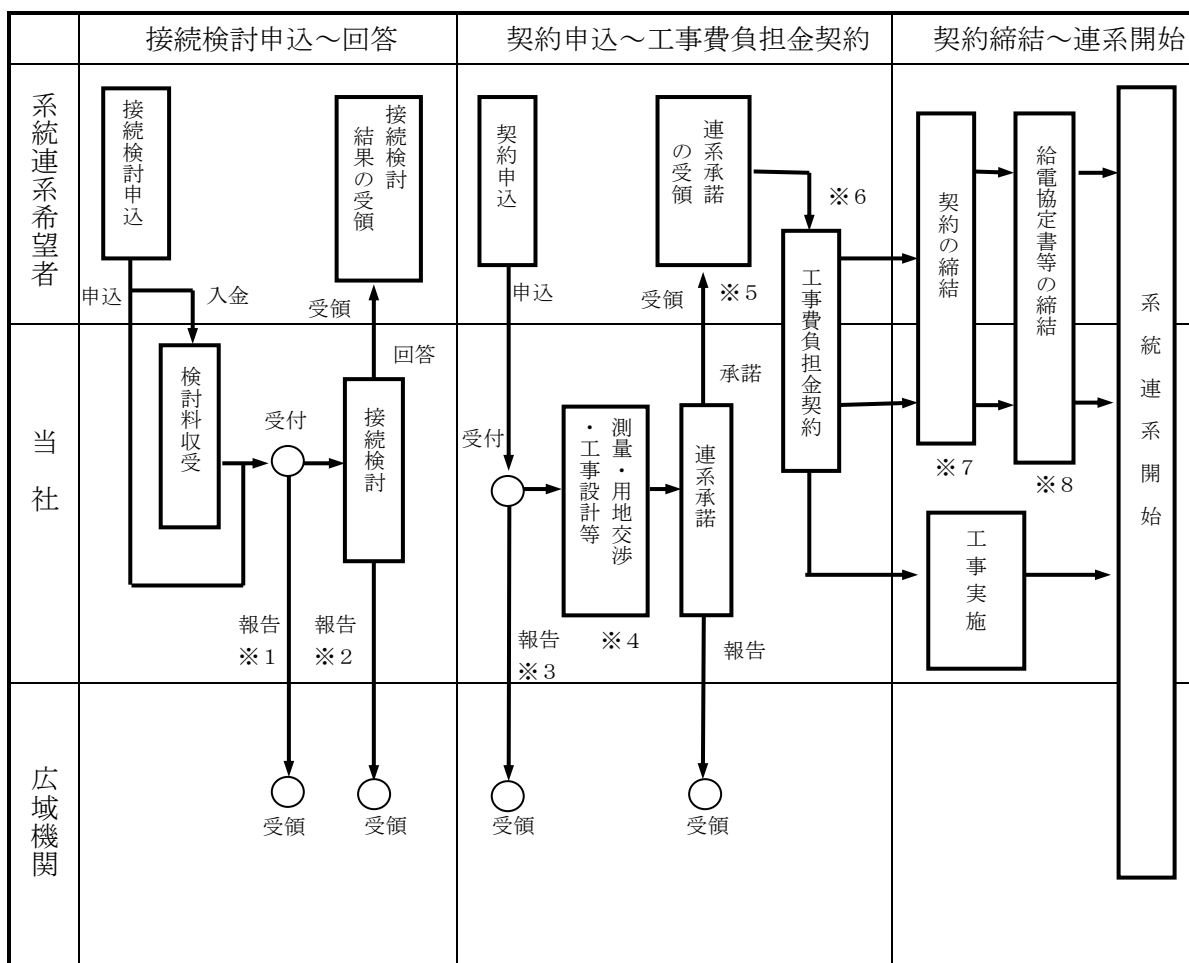 接続検討申込～回答
契約申込～工事費負担金契約
契約締結～連系開始
系統連系希望者
接続検討申込
接続検討
結果の受領
申込
入金
受領
契約申込
申込
連系承諾
の受領
受領
※5
※6
工事費負担金契約
契約の締結
給電協定書等の締結
系統連系開始
当社
検討料収受
受付
回答
接続検討
報告
※1
報告
※2
受付
測量・用地交渉
・工事設計等
※4
承諾
連系承諾
報告
※3
報告
※7
※8
工事実施
広域機関
受領
受領
受領
受領